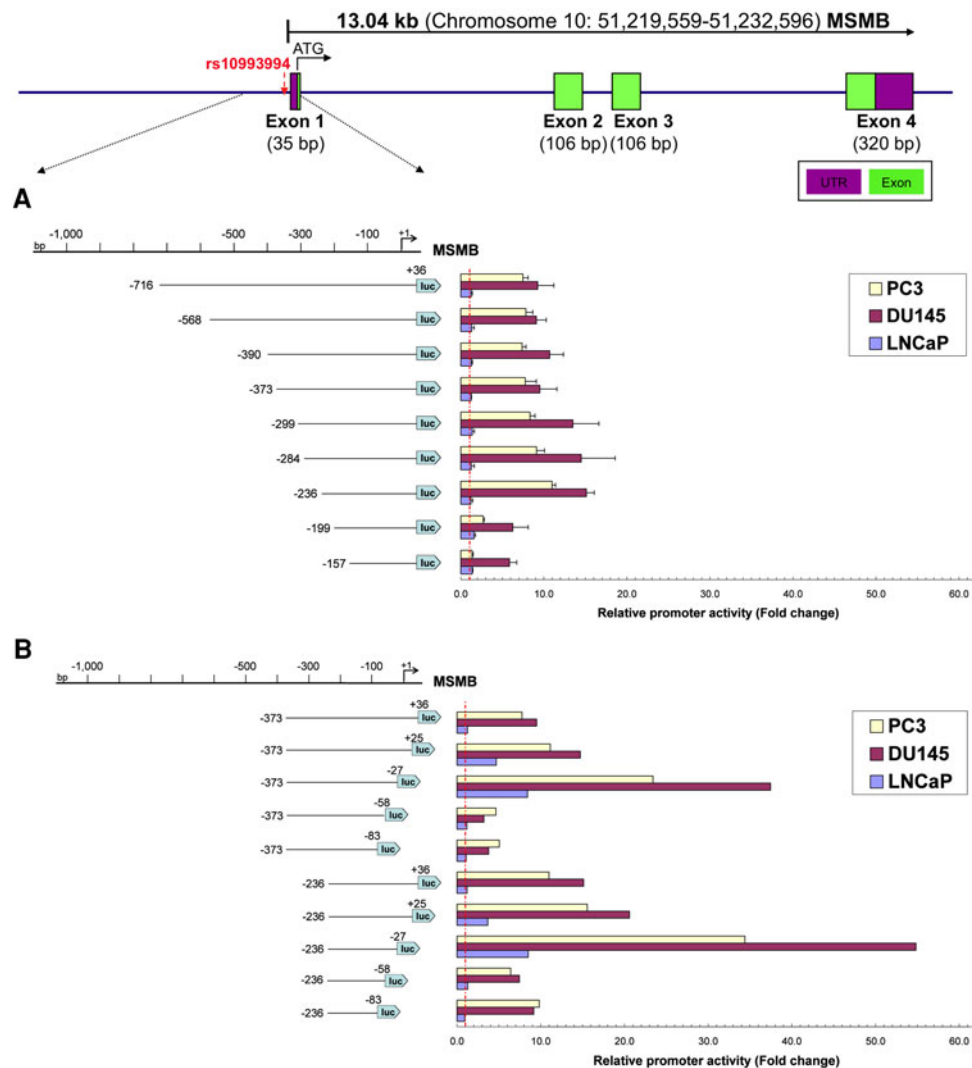 13.04 kb (Chromosome 10: 51,219,559-51,232,596) MSMB
ATG
rs10993994
Exon 1
(35 bp)
Exon 2
(106 bp)
Exon 3
(106 bp)
Exon 4
(320 bp)
UTR
Exon
A
bp
-1,000
-500
-300
-100
+1
MSMB
-716
+36
luc
-568
luc
-390
luc
-373
luc
-299
luc
-284
luc
-236
luc
-199
luc
-157
luc
PC3
DU145
LNCaP
0.0 10.0 20.0 30.0 40.0 50.0 60.0
Relative promoter activity (Fold change)
B
bp
-1,000
-500
-300
-100
+1
MSMB
-373
+36
luc
-373
+25
luc
-373
-27
luc
-373
-58
luc
-373
-83
luc
-236
+36
luc
-236
+25
luc
-236
-27
luc
-236
-58
luc
-236
-83
luc
PC3
DU145
LNCaP
0.0 10.0 20.0 30.0 40.0 50.0 60.0
Relative promoter activity (Fold change)